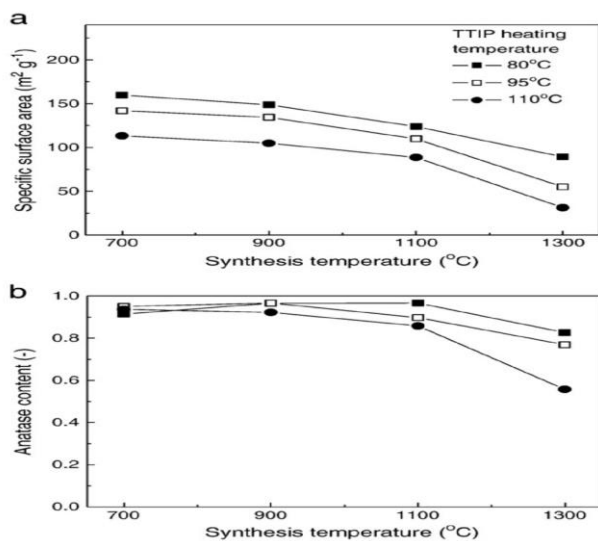 a
TTIP heating
temperature
80°C
95°C
110°C
Specific surface area (m² g⁻¹)
200
150
100
50
0
700 900 1100 1300
Synthesis temperature (°C)
b
Anatase content (-)
1.0
0.8
0.6
0.4
0.2
0.0
700 900 1100 1300
Synthesis temperature (°C)